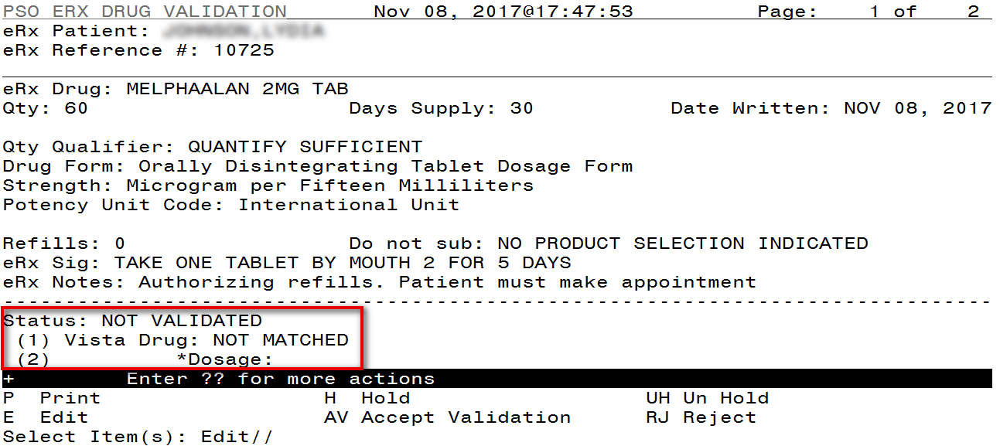 PSO ERX DRUG VALIDATION Nov 08, 2017@17:47:53 Page: 1 of 2
eRx Patient:
eRx Reference #: 10725
eRx Drug: MELPHAALAN 2MG TAB
Qty: 60 Days Supply: 30 Date Written: NOV 08, 2017
Qty Qualifier: QUANTIFY SUFFICIENT
Drug Form: Orally Disintegrating Tablet Dosage Form
Strength: Microgram per Fifteen Milliliters
Potency Unit Code: International Unit
Refills: 0 Do not sub: NO PRODUCT SELECTION INDICATED
eRx Sig: TAKE ONE TABLET BY MOUTH 2 FOR 5 DAYS
eRx Notes: Authorizing refills. Patient must make appointment
--------------------------------------------------------------------------------
Status: NOT VALIDATED
(1) Vista Drug: NOT MATCHED
(2) *Dosage:
+ Enter ?? for more actions
P Print H Hold UH Un Hold
E Edit AV Accept Validation RJ Reject
Select Item(s): Edit//